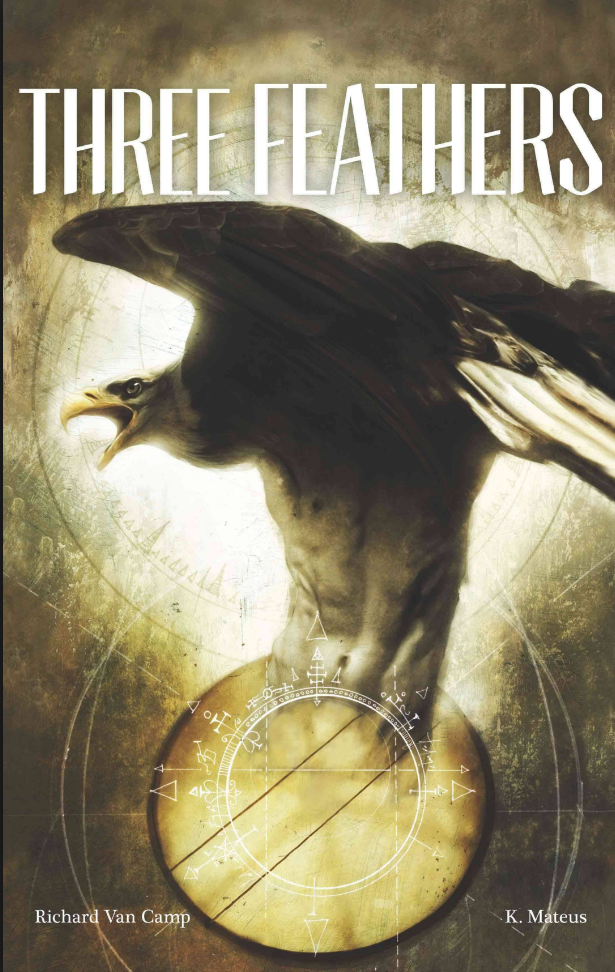 THREE FEATHERS
Richard Van Camp
K. Mateus